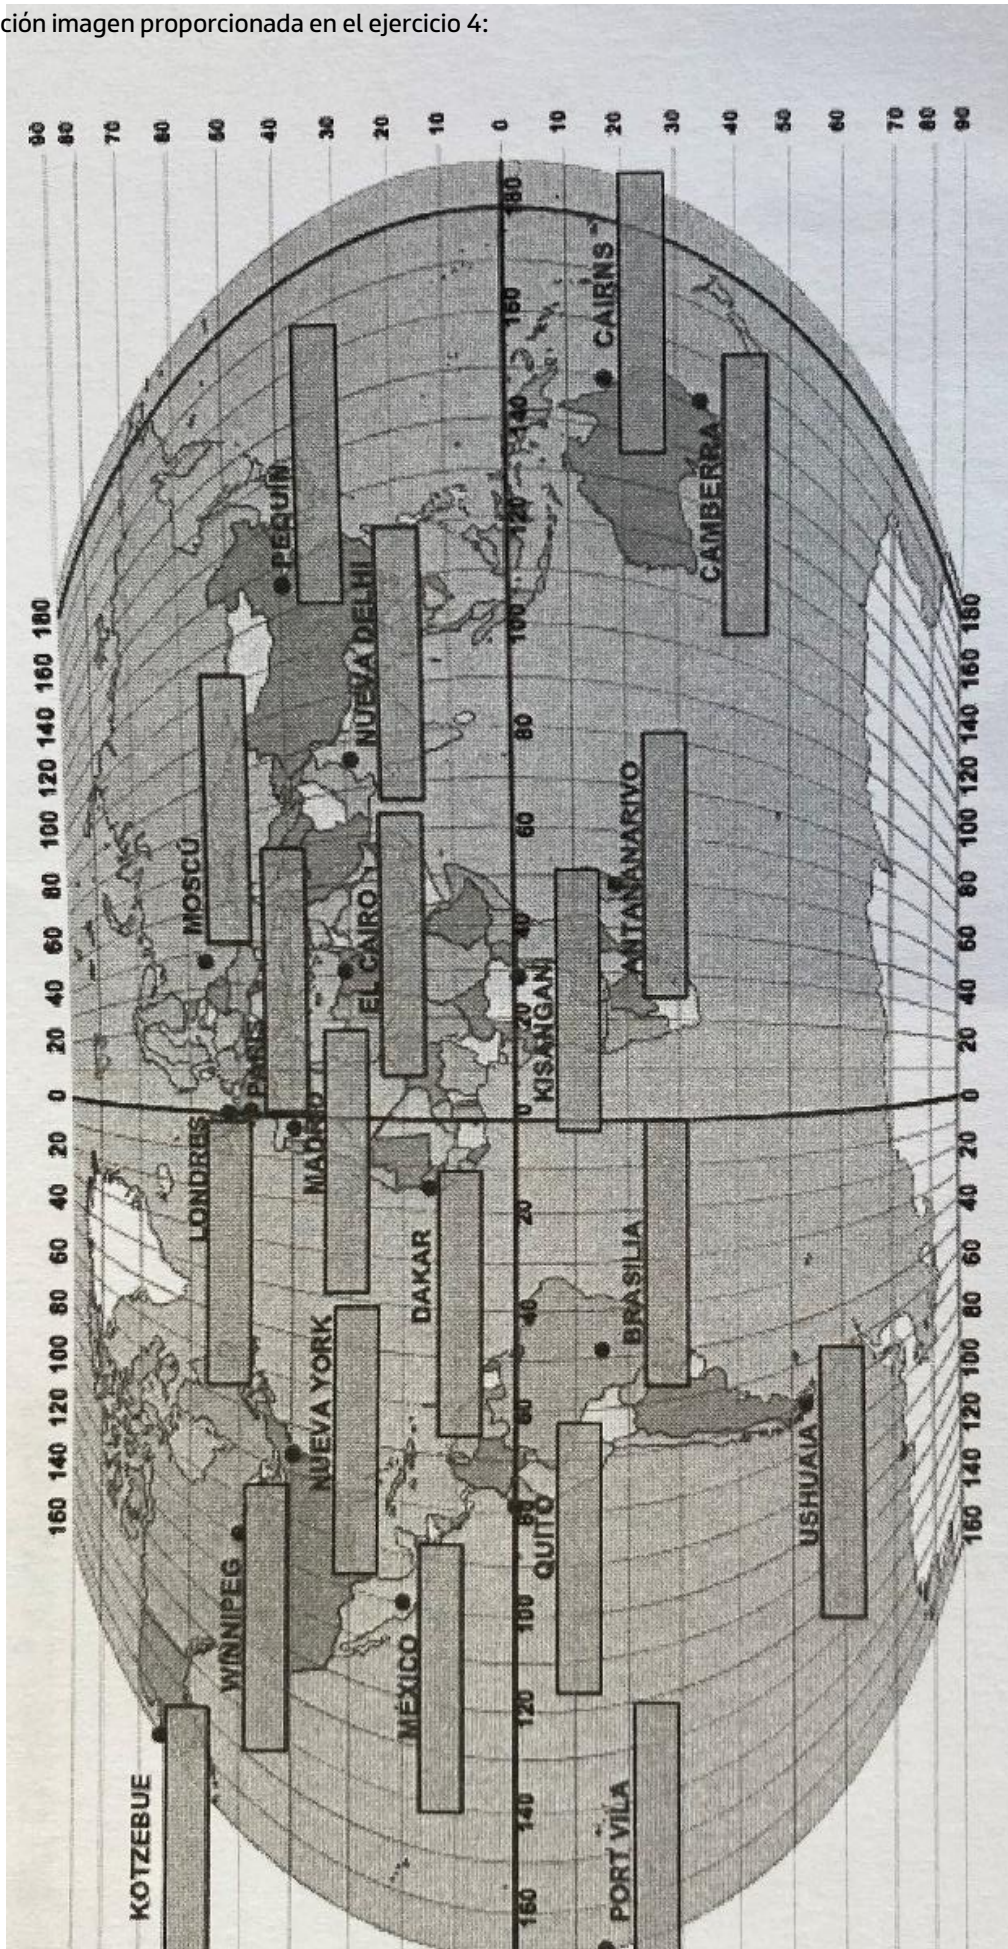 ción imagen proporcionada en el ejercicio 4:
90 80 70 60 50 40 30 20 10 0 10 20 30 40 50 60 70 80 90
KOTZEBUE
WINNIPEG
NUEVA YORK
MÉXICO
LONDRES
PARIS
MADRID
DAKAR
MOSCÚ
EL CAIRO
PEQUÍN
NUEVA DELHI
QUITO
BRASILIA
USHUAIA
PORT VILA
KISANGANI
ANTANANARIVO
CAIRNS
CAMBERRA
160 140 120 100 80 60 40 20 0 20 40 60 80 100 120 140 160 180
160 140 120 100 80 60 40 20 0 20 40 60 80 100 120 140 160 180
160 140 120 100 80 60 40 20 0 20 40 60 80 100 120 140 160 180